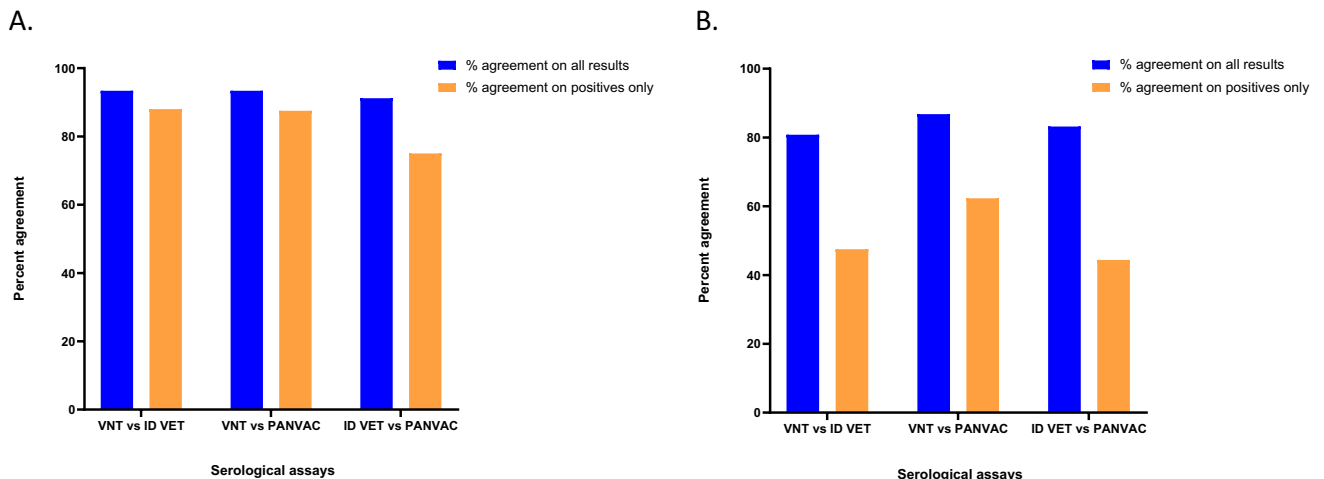 A.
% agreement on all results
% agreement on positives only
Percent agreement
100
80
60
40
20
0
VNT vs ID VET VNT vs PANVAC ID VET vs PANVAC
Serological assays
B.
% agreement on all results
% agreement on positives only
Percent agreement
100
80
60
40
20
0
VNT vs ID VET VNT vs PANVAC ID VET vs PANVAC
Serological assays